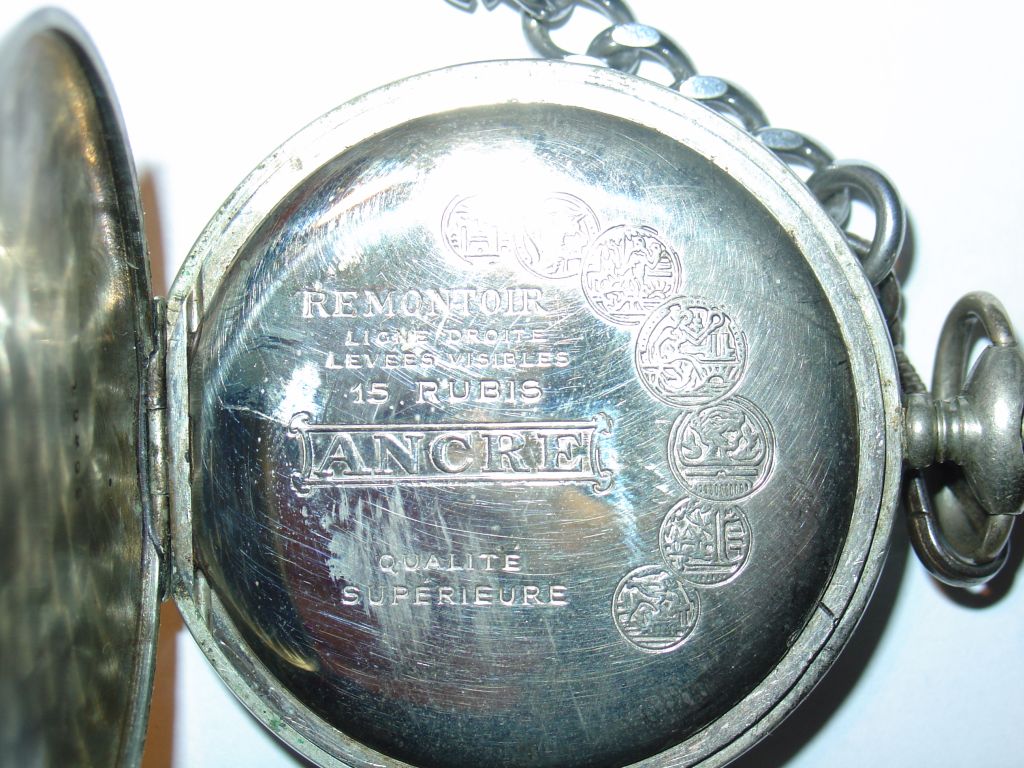 REMONTOIR
LIGNE DROITE
LEVÉES VISIBLES
15 RUBIS
ANCRE
QUALITÉ
SUPÉRIEURE